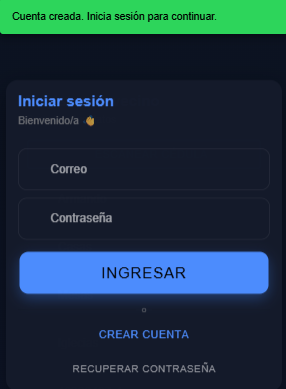 Cuenta creada. Inicia sesión para continuar.
Iniciar sesión
Bienvenido/a 👋
Correo
Contraseña
INGRESAR
CREAR CUENTA
RECUPERAR CONTRASEÑA